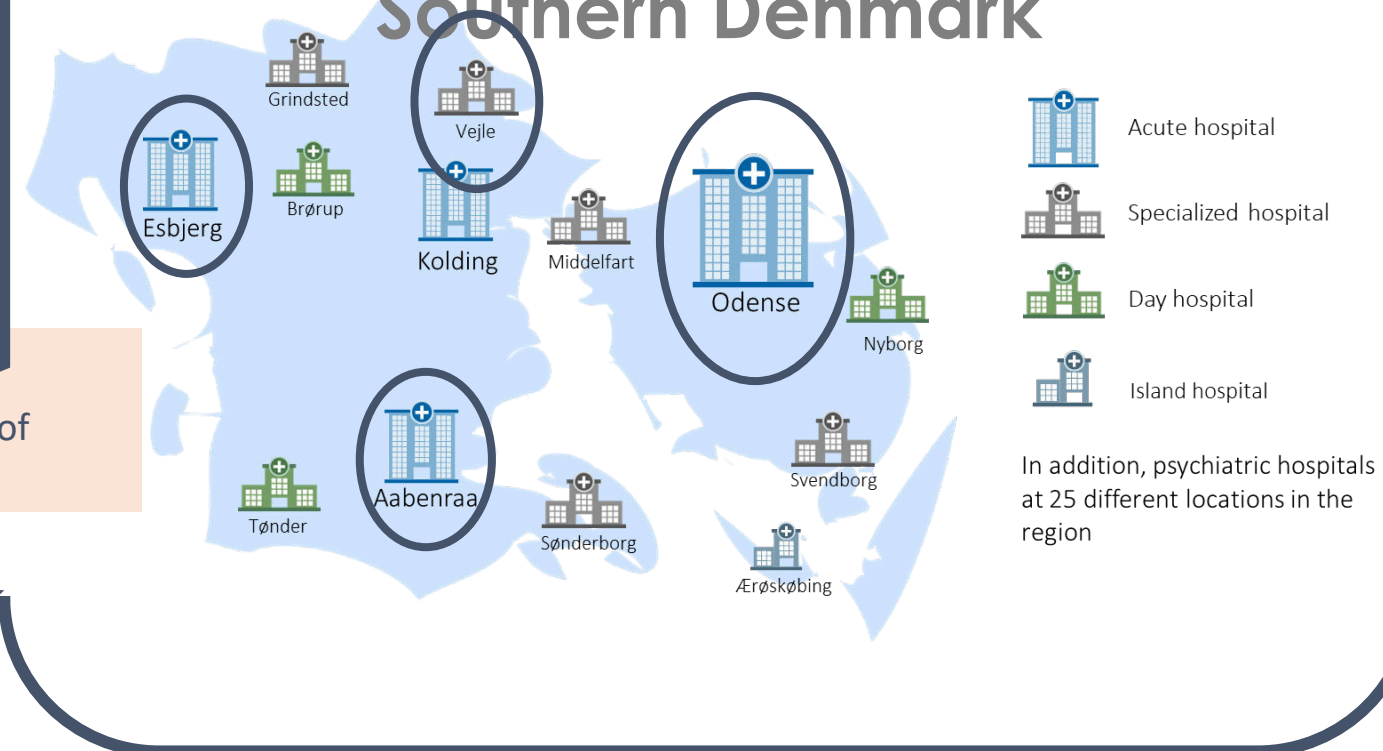 Southern Denmark
Grindsted
Vejle
Esbjerg
Brørup
Kolding
Middelfart
Odense
Nyborg
Aabenraa
Tønder
Sønderborg
Svendborg
Ærøskøbing
of
Acute hospital
Specialized hospital
Day hospital
Island hospital
In addition, psychiatric hospitals
at 25 different locations in the
region